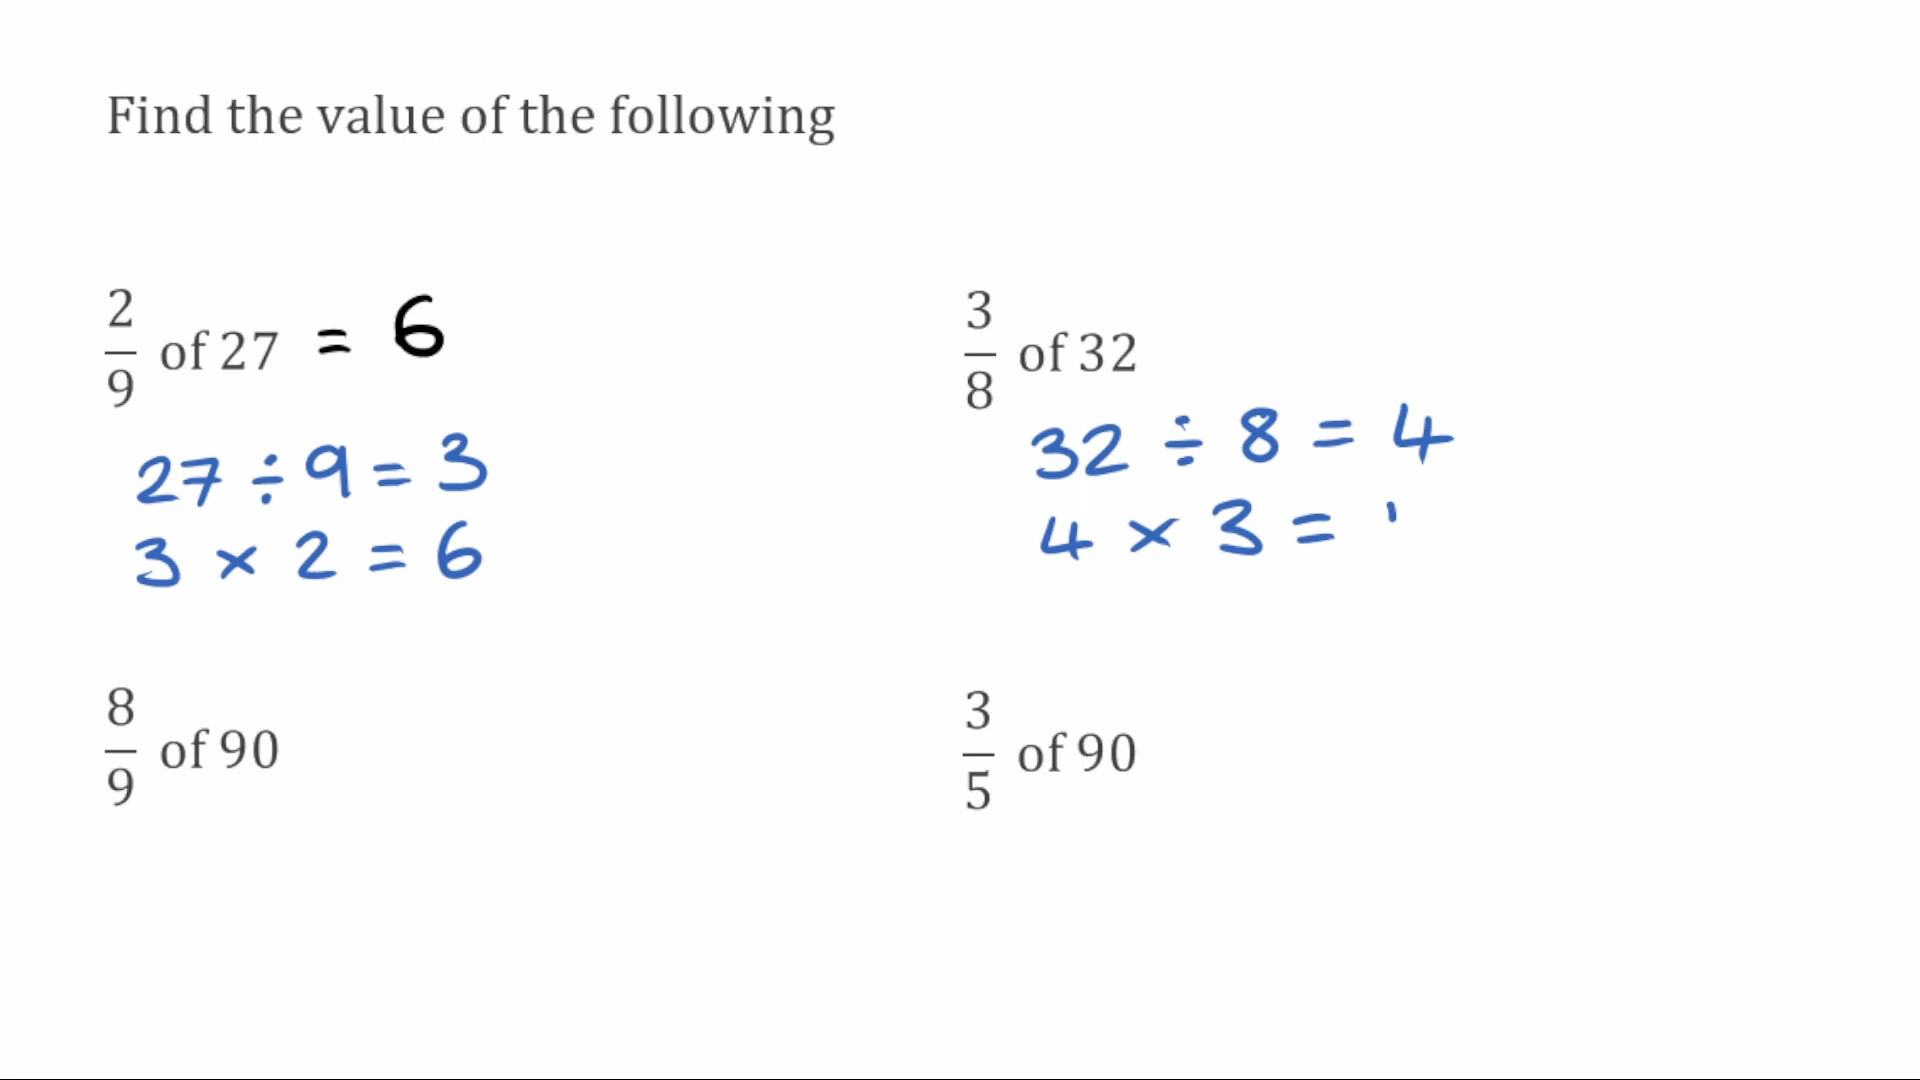 Find the value of the following
2/9 of 27 = 6
27 ÷ 9 = 3
3 × 2 = 6
3/8 of 32
32 ÷ 8 = 4
4 × 3 =
8/9 of 90
3/5 of 90